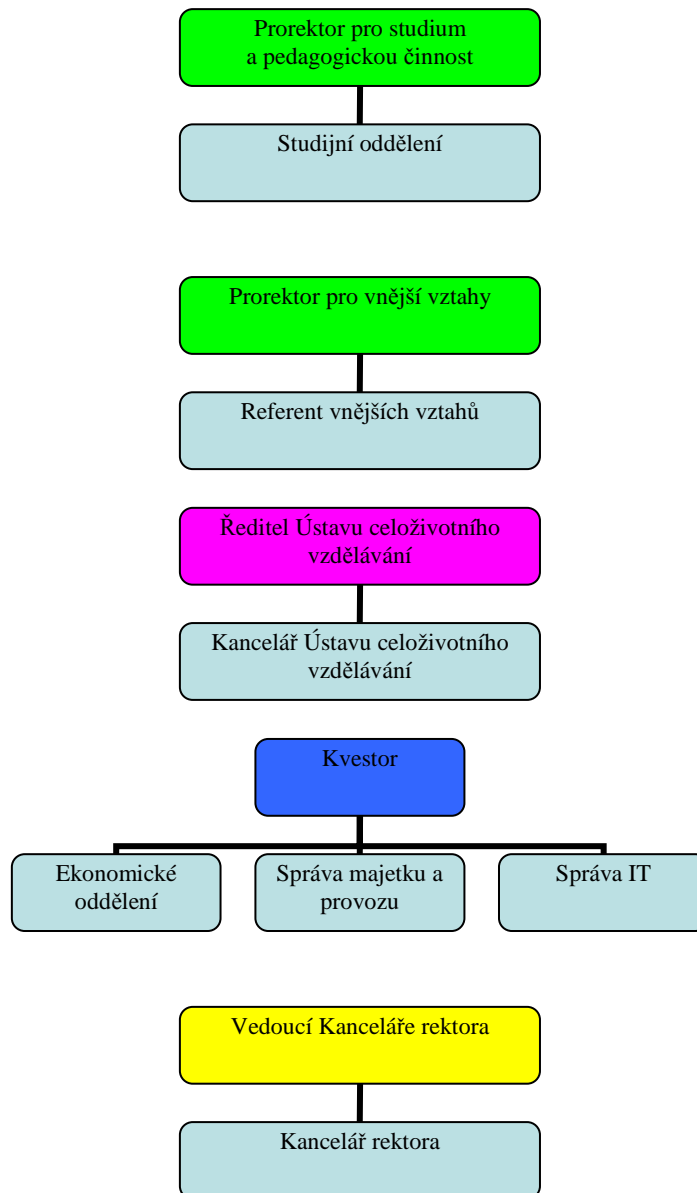 Prorektor pro studium
a pedagogickou činnost
Studijní oddělení
Prorektor pro vnější vztahy
Referent vnějších vztahů
Ředitel Ústavu celoživotního
vzdělávání
Kancelář Ústavu celoživotního
vzdělávání
Kvestor
Ekonomické
oddělení
Správa majetku a
provozu
Správa IT
Vedoucí Kanceláře rektora
Kancelář rektora